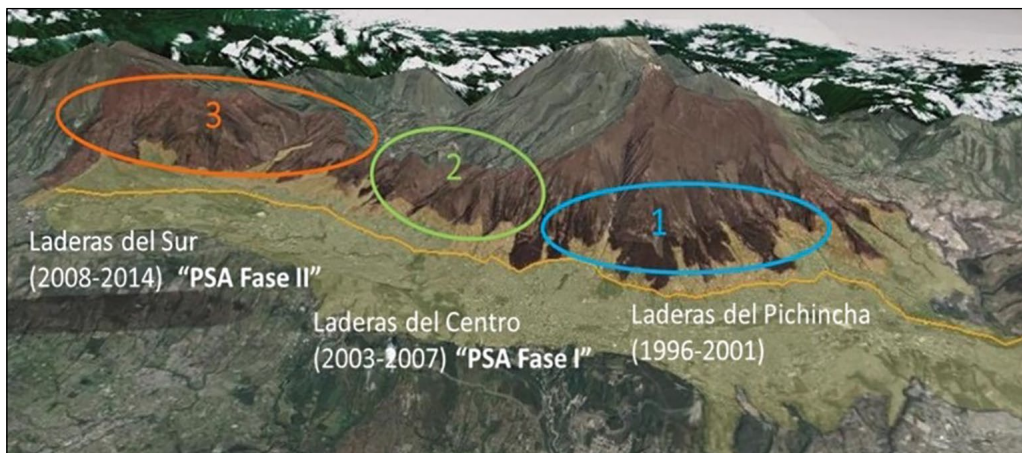 3
2
1
Laderas del Sur
(2008-2014) “PSA Fase II”
Laderas del Centro
(2003-2007) “PSA Fase I”
Laderas del Pichincha
(1996-2001)